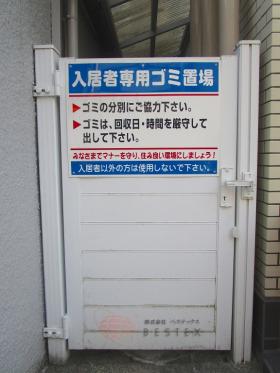 入居者専用ゴミ置場
▶ゴミの分別にご協力下さい。
▶ゴミは、回収日・時間を厳守して
出して下さい。
みなさまでマナーを守り、住み良い環境にしましょう!
入居者以外の方は使用しないで下さい。
株式会社 ベステックス
BESTEX